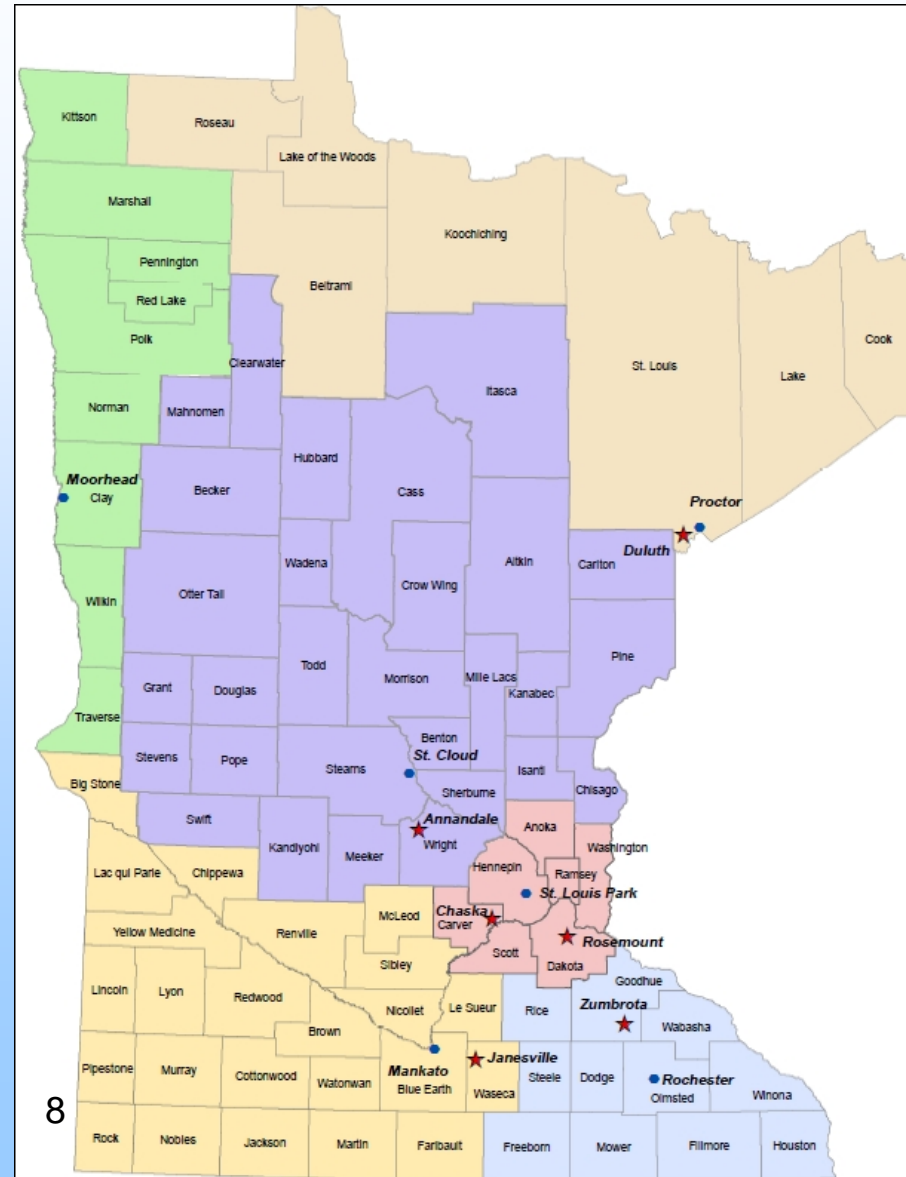 Kittson
Roseau
Lake of the Woods
Marshall
Koochiching
Pennington
Beltrami
Red Lake
Polk
Cook
Clearwater
St. Louis
Lake
Itasca
Norman
Mahnomen
Hubbard
Moorhead
Clay
Becker
Cass
Proctor
Duluth
Wadena
Aitkin
Carlton
Crow Wing
Otter Tail
Wilkin
Pine
Todd
Morrison
Mille Lacs
Grant
Douglas
Kanabec
Traverse
Benton
St. Cloud
Stevens
Pope
Stearns
Isanti
Big Stone
Sherburne
Chisago
Swift
Annandale
Wright
Anoka
Kandiyohi
Meeker
Washington
Hennepin
Lac qui Parle
Chippewa
Ramsey
St. Louis Park
McLeod
Chaska
Carver
Yellow Medicine
Renville
Rosemount
Scott
Sibley
Dakota
Goodhue
Lincoln
Lyon
Redwood
Nicollet
Le Sueur
Rice
Zumbrota
Wabasha
Brown
Janesville
Pipestone
Murray
Cottonwood
Watonwan
Mankato
Blue Earth
Waseca
Steele
Dodge
Rochester
Olmsted
Winona
8
Rock
Nobles
Jackson
Martin
Faribault
Freeborn
Mower
Fillmore
Houston